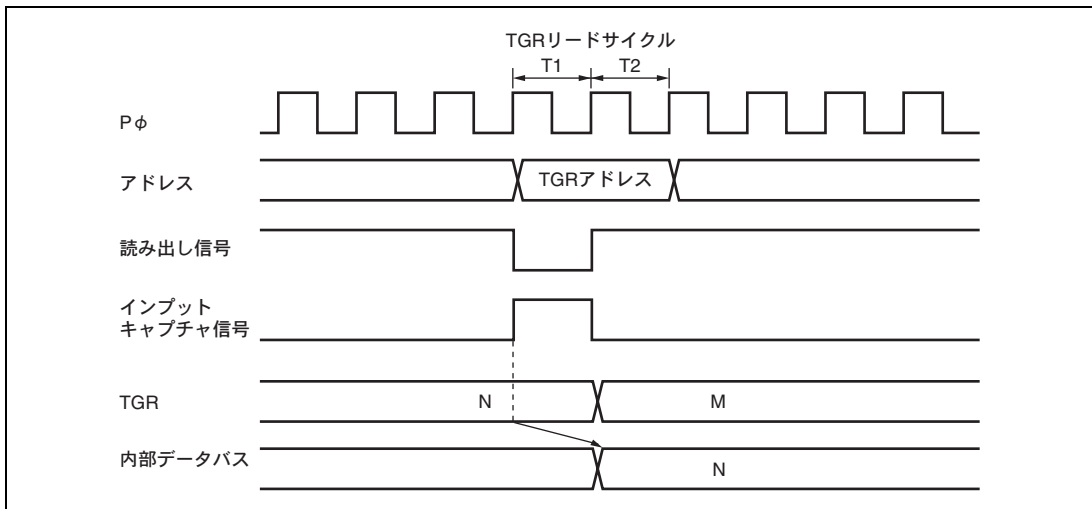 TGRリードサイクル
T1 T2
Pφ
アドレス TGRアドレス
読み出し信号
インプット
キャプチャ信号
TGR N M
内部データバス N